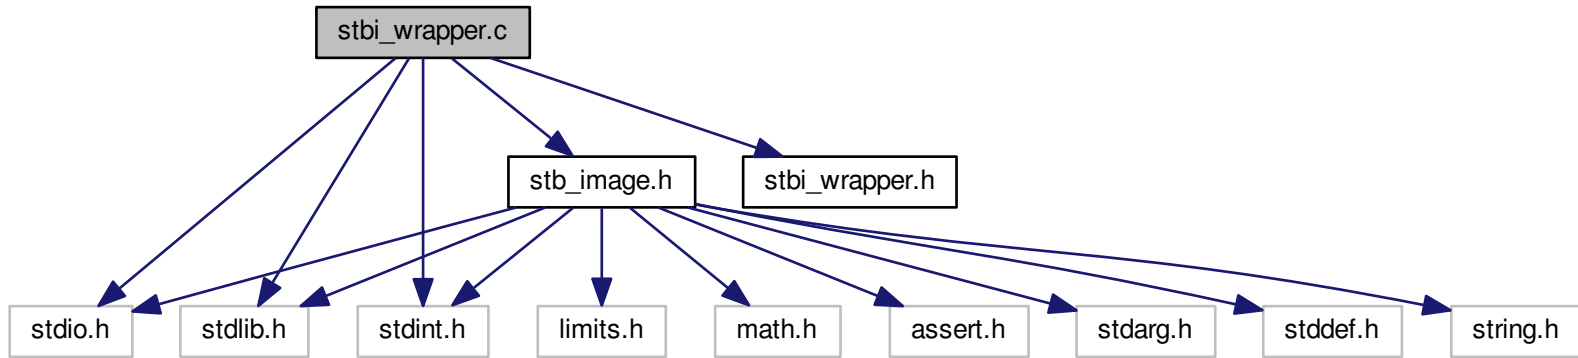 stbi_wrapper.c
stb_image.h
stbi_wrapper.h
stdio.h
stdlib.h
stdint.h
limits.h
math.h
assert.h
stdarg.h
stddef.h
string.h